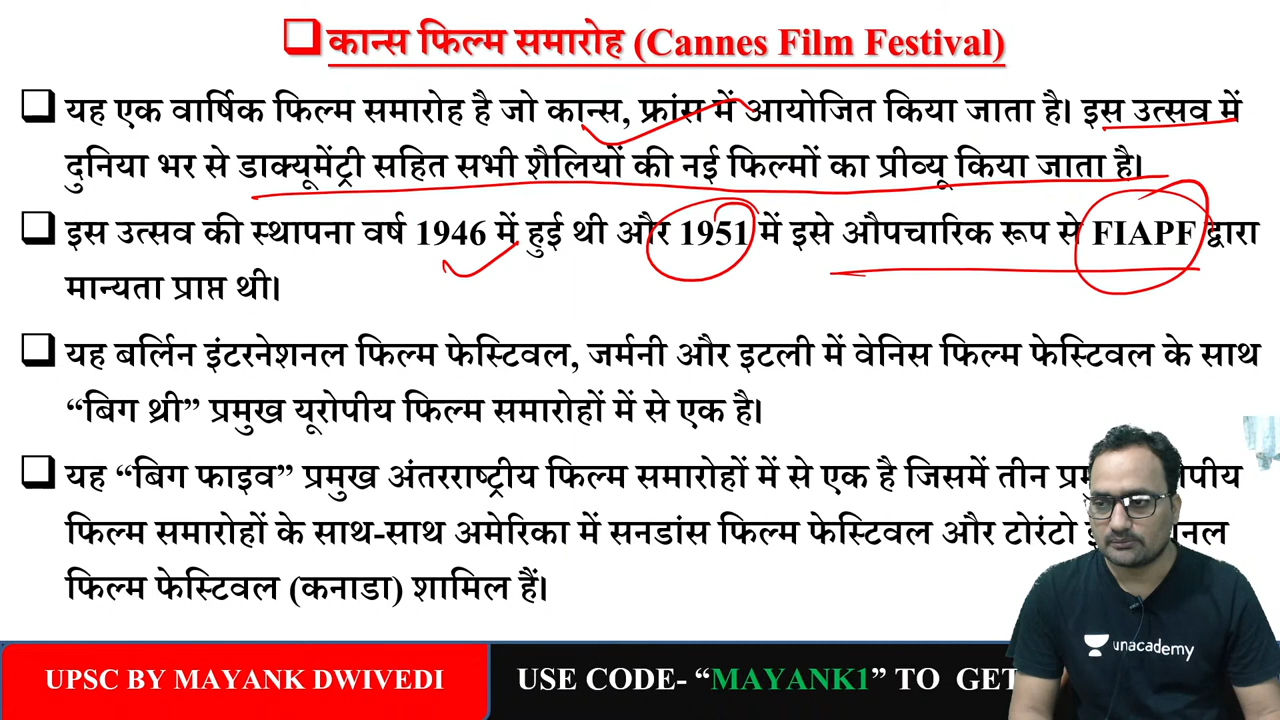 कान्स फिल्म समारोह (Cannes Film Festival)
यह एक वार्षिक फिल्म समारोह है जो कान्स, फ्रांस में आयोजित किया जाता है। इस उत्सव में
दुनिया भर से डाक्यूमेंट्री सहित सभी शैलियों की नई फिल्मों का प्रीव्यू किया जाता है।
इस उत्सव की स्थापना वर्ष 1946 में हुई थी और 1951 में इसे औपचारिक रूप से FIAPF द्वारा
मान्यता प्राप्त थी।
यह बर्लिन इंटरनेशनल फिल्म फेस्टिवल, जर्मनी और इटली में वेनिस फिल्म फेस्टिवल के साथ
“बिग थ्री” प्रमुख यूरोपीय फिल्म समारोहों में से एक है।
यह “बिग फाइव” प्रमुख अंतरराष्ट्रीय फिल्म समारोहों में से एक है जिसमें तीन
फिल्म समारोहों के साथ-साथ अमेरिका में सनडांस फिल्म फेस्टिवल और टोरंटो
फिल्म फेस्टिवल (कनाडा) शामिल हैं।
unacademy
UPSC BY MAYANK DWIVEDI
USE CODE- “MAYANK1” TO GET